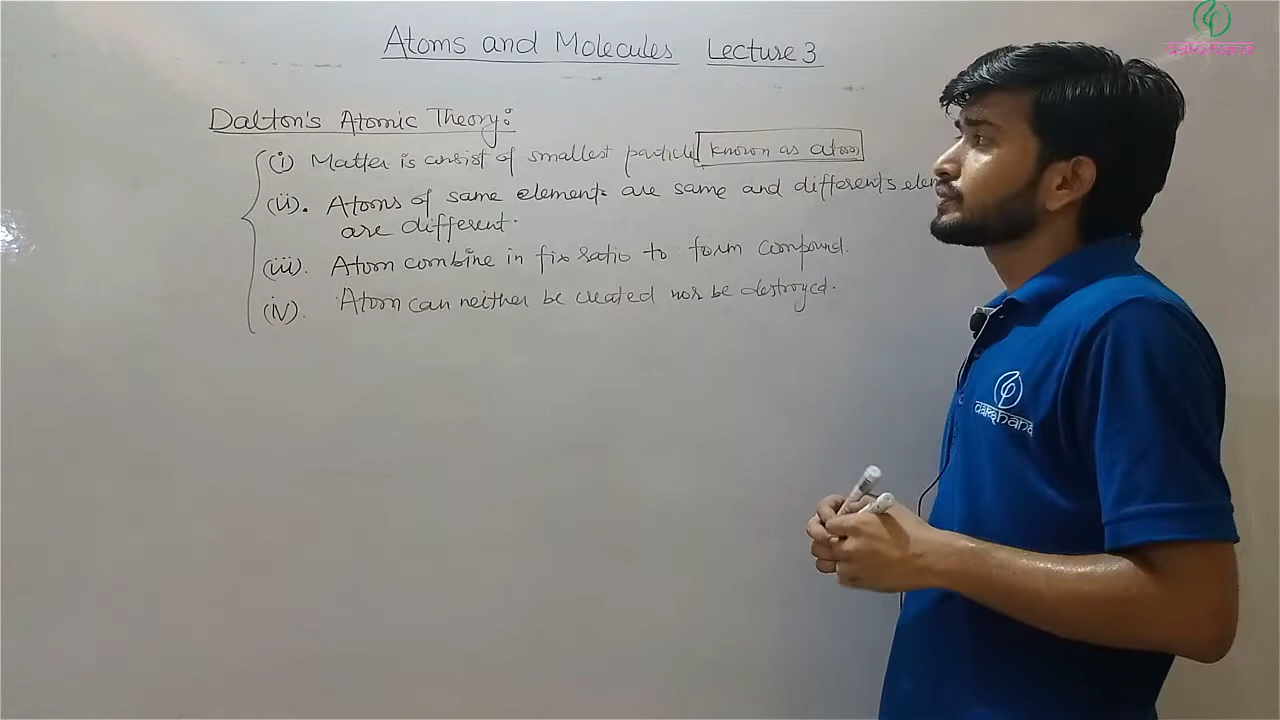 Atoms and Molecules Lecture 3
Dalton's Atomic Theory:
(i) Matter is consist of smallest particle known as atom
(ii). Atoms of same elements are same and differents elem
are different.
(iii). Atom combine in fix ratio to form compound.
(iv). Atom can neither be created nor be destroyed.
dakshana
dakshana